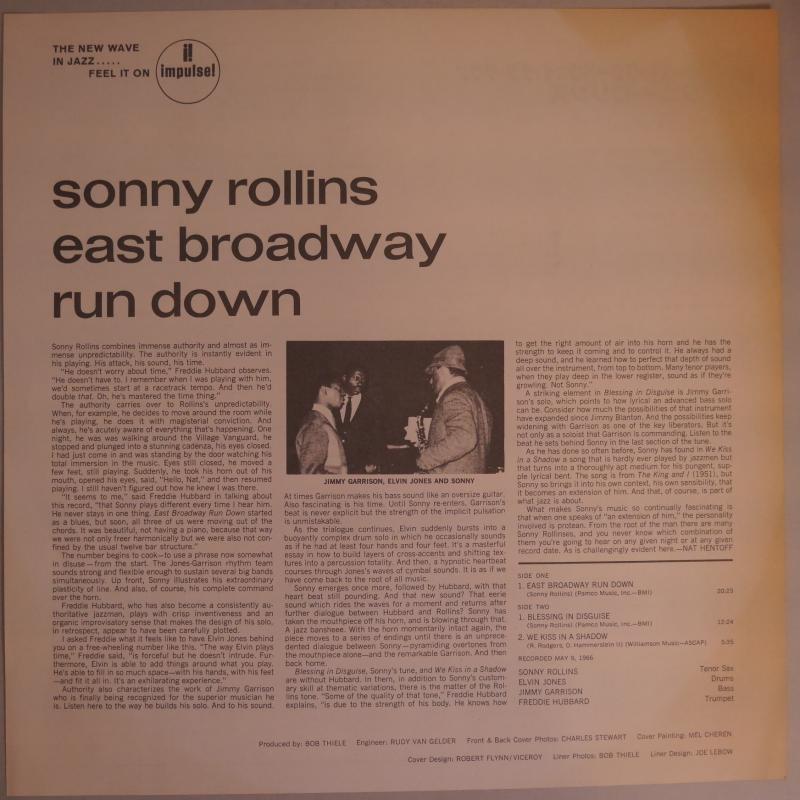 THE NEW WAVE
IN JAZZ.....
FEEL IT ON
impulse!
sonny rollins
east broadway
run down
Sonny Rollins combines immense authority and almost as im-
mense unpredictability. The authority is instantly evident in
his playing. His attack, his sound, his time.
"He doesn't worry about time," Freddie Hubbard observes.
"He doesn't have to. I remember when I was playing with him,
we'd sometimes start at a racetrack tempo. And then he'd
double that. Oh, he's mastered the time thing."
The authority carries over to Rollins's unpredictability.
When, for example, he decides to move around the room while
he's playing, he does it with magisterial conviction. And
always, he's acutely aware of everything that's happening. One
night, he was was walking around the Village Vanguard, he
stopped and plunged into a stunning cadenza, his eyes closed.
I had just come in and was standing by the door watching his
total immersion in the music. Eyes still closed, he moved a
few feet, still playing. Suddenly, he took his horn out of his
mouth, opened his eyes, said, "Hello, Nat," and then resumed
playing. I still haven't figured out how he knew I was there.
"It seems to me," said Freddie Hubbard in talking about
this record, "that Sonny plays different every time I hear him.
He never stays in one thing. East Broadway Run Down started
as a blues, but soon, all three of us were moving out of the
chords. It was beautiful, not having a piano, because that way
we were not only freer harmonically but we were also not con-
fined by the usual twelve bar structure."
The number begins to cook—to use a phrase now somewhat
in disuse—from the start. The Jones-Garrison rhythm team
sounds strong and flexible enough to sustain several big bands
simultaneously. Up front, Sonny illustrates his extraordinary
plasticity of line. And also, of course, his complete command
over the horn.
Freddie Hubbard, who has also become a consistently au-
thoritative jazzman, plays with crisp inventiveness and an
organic improvisatory sense that makes the design of his solo,
in retrospect, appear to have been carefully plotted.
I asked Freddie what it feels like to have Elvin Jones behind
you on a free-wheeling number like this. "The way Elvin plays
time," Freddie said, "is forceful but he doesn't intrude. Fur-
thermore, Elvin is able to add things around what you play.
He's able to fill in so much space—with his hands, with his feet
—and fit it all in. It's an exhilarating experience."
Authority also characterizes the work of Jimmy Garrison
who is finally being recognized for the superior musician he
is. Listen here to the way he builds his solo. And to his sound.
JIMMY GARRISON, ELVIN JONES AND SONNY
At times Garrison makes his bass sound like an oversize guitar.
Also fascinating is his time. Until Sonny re-enters, Garrison's
beat is never explicit but the strength of the implicit pulsation
is unmistakable.
As the trialogue continues, Elvin suddenly bursts into a
buoyantly complex drum solo in which he occasionally sounds
as if he had at least four hands and four feet. It's a masterful
essay in how to build layers of cross-accents and shifting tex-
tures into a percussion totality. And then, a hypnotic heartbeat
courses through Jones's waves of cymbal sounds. It is as if we
have come back to the root of all music.
Sonny emerges once more, followed by Hubbard, with that
heart beat still pounding. And that new sound? That eerie
sound which rides the waves for a moment and returns after
further dialogue between Hubbard and Rollins? Sonny has
taken the mouthpiece off his horn, and is blowing through that.
A jazz banshee. With the horn momentarily intact again, the
piece moves to a series of endings until there is an unprece-
dented dialogue between Sonny—pyramiding overtones from
the mouthpiece alone—and the remarkable Garrison. And then
back home.
Blessing in Disguise, Sonny's tune, and We Kiss in a Shadow
are without Hubbard. In them, in addition to Sonny's custom-
ary skill at thematic variations, there is the matter of the Rol-
lins tone. "Some of the quality of that tone," Freddie Hubbard
explains, "is due to the strength of his body. He knows how
to get the right amount of air into his horn and he has the
strength to keep it coming and to control it. He always had a
deep sound, and he learned how to perfect that depth of sound
all over the instrument, from top to bottom. Many tenor players,
when they play deep in the lower register, sound as if they're
growling. Not Sonny."
A striking element in Blessing in Disguise is Jimmy Garri-
son's solo, which points to how lyrical an advanced bass solo
can be. Consider how much the possibilities of that instrument
have expanded since Jimmy Blanton. And the possibilities keep
widening with Garrison as one of the key liberators. But it's
not only as a soloist that Garrison is commanding. Listen to the
beat he sets behind Sonny in the last section of the tune.
As he has done so often before, Sonny has found in We Kiss
in a Shadow a song that is hardly ever played by jazzmen but
that turns into a thoroughly apt medium for his pungent, sup-
ple lyrical bent. The song is from The King and I (1951), but
Sonny so brings it into his own context, his own sensibility, that
it becomes an extension of him. And that, of course, is part of
what jazz is about.
What makes Sonny's music so continually fascinating is
that when one speaks of "an extension of him," the personality
involved is protean. From the root of the man there are many
Sonny Rollinses, and you never know which combination of
them you're going to hear on any given night or at any given
record date. As is challengingly evident here.—NAT HENTOFF
SIDE ONE
1. EAST BROADWAY RUN DOWN
(Sonny Rollins) (Pamco Music, Inc.—BMI) 20:25
SIDE TWO
1. BLESSING IN DISGUISE
(Sonny Rollins) (Pamco Music, Inc.—BMI) 12:24
2. WE KISS IN A SHADOW
(R. Rodgers, O. Hammerstein II) (Williamson Music—ASCAP) 5:35
RECORDED MAY 9, 1966
SONNY ROLLINS Tenor Sax
ELVIN JONES Drums
JIMMY GARRISON Bass
FREDDIE HUBBARD Trumpet
Produced by: BOB THIELE Engineer: RUDY VAN GELDER Front & Back Cover Photos: CHARLES STEWART Cover Painting: MEL CHEREN
Cover Design: ROBERT FLYNN/VICEROY Liner Photos: BOB THIELE Liner Design: JOE LEBOW